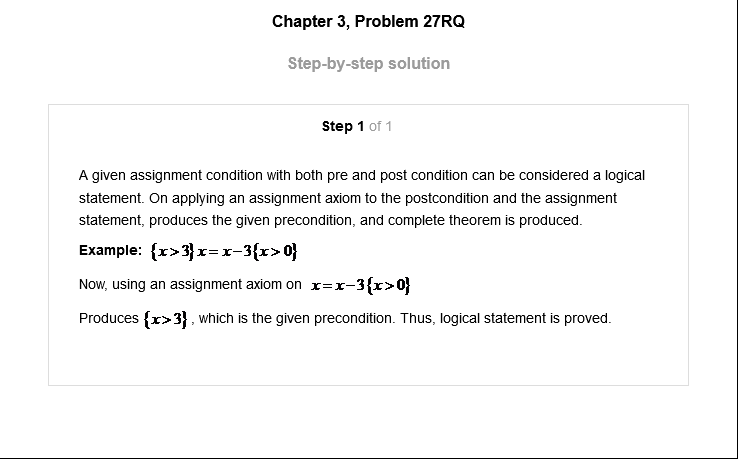 Chapter 3, Problem 27RQ
Step-by-step solution
Step 1 of 1
A given assignment condition with both pre and post condition can be considered a logical
statement. On applying an assignment axiom to the postcondition and the assignment
statement, produces the given precondition, and complete theorem is produced.
Example: {x>3} x=x−3{x>0}
Now, using an assignment axiom on x=x−3{x>0}
Produces {x>3} , which is the given precondition. Thus, logical statement is proved.